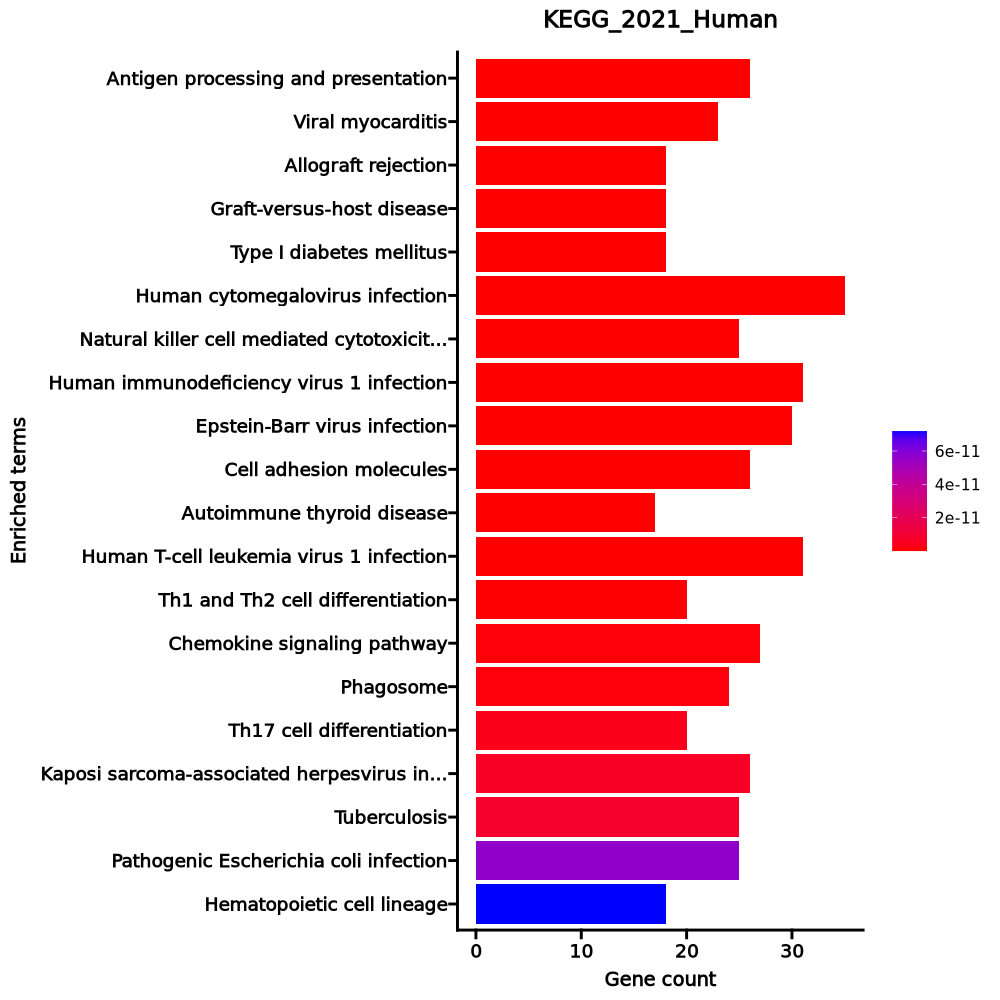 KEGG_2021_Human
Antigen processing and presentation
Viral myocarditis
Allograft rejection
Graft-versus-host disease
Type I diabetes mellitus
Human cytomegalovirus infection
Natural killer cell mediated cytotoxicit...
Human immunodeficiency virus 1 infection
Epstein-Barr virus infection
Cell adhesion molecules
Autoimmune thyroid disease
Human T-cell leukemia virus 1 infection
Th1 and Th2 cell differentiation
Chemokine signaling pathway
Phagosome
Th17 cell differentiation
Kaposi sarcoma-associated herpesvirus in...
Tuberculosis
Pathogenic Escherichia coli infection
Hematopoietic cell lineage
Enriched terms
0 10 20 30
Gene count
6e-11
4e-11
2e-11